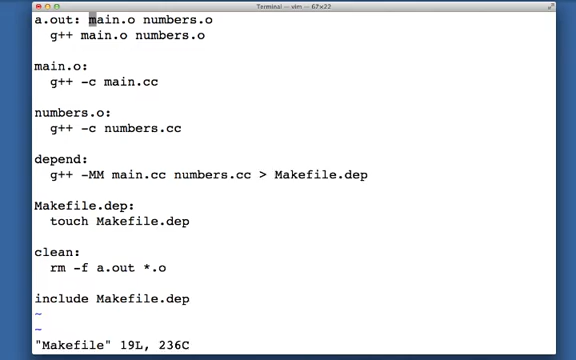 Terminal — vim — 67×22
a.out: main.o numbers.o
g++ main.o numbers.o
main.o:
g++ -c main.cc
numbers.o:
g++ -c numbers.cc
depend:
g++ -MM main.cc numbers.cc > Makefile.dep
Makefile.dep:
touch Makefile.dep
clean:
rm -f a.out *.o
include Makefile.dep
~
~
"Makefile" 19L, 236C